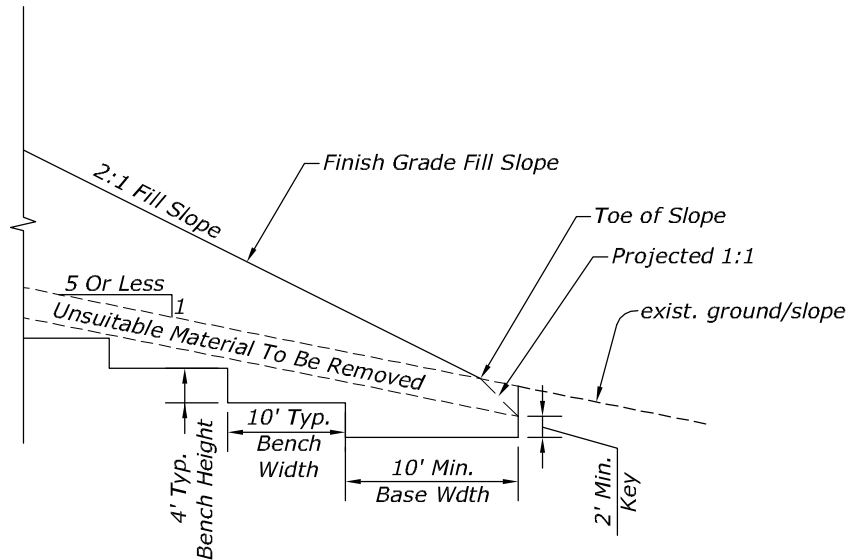 2:1 Fill Slope
Finish Grade Fill Slope
Toe of Slope
Projected 1:1
5 Or Less
1
exist. ground/slope
Unsuitable Material To Be Removed
4' Typ.
Bench Height
10' Typ.
Bench
Width
10' Min.
Base Wdth
2' Min.
Key